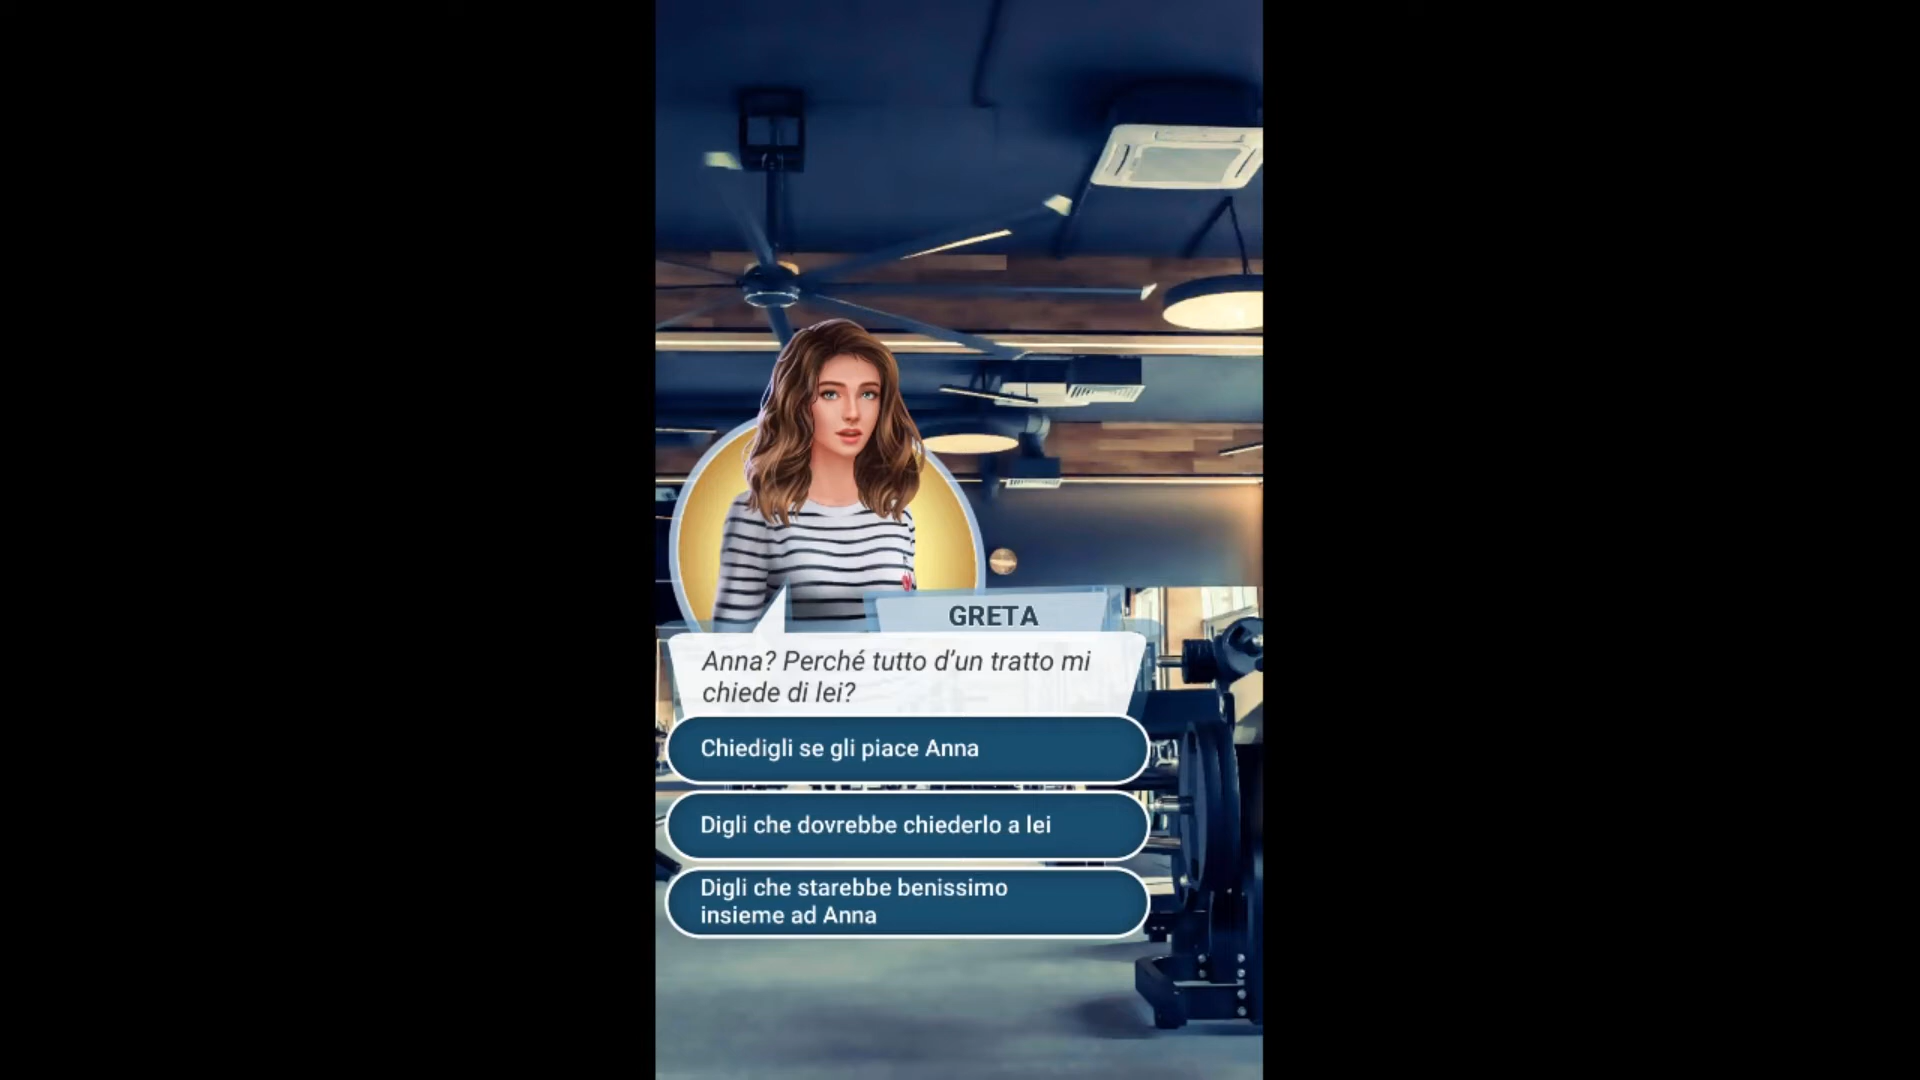 GRETA
Anna? Perché tutto d’un tratto mi
chiede di lei?
Chiedigli se gli piace Anna
Digli che dovrebbe chiederlo a lei
Digli che starebbe benissimo
insieme ad Anna